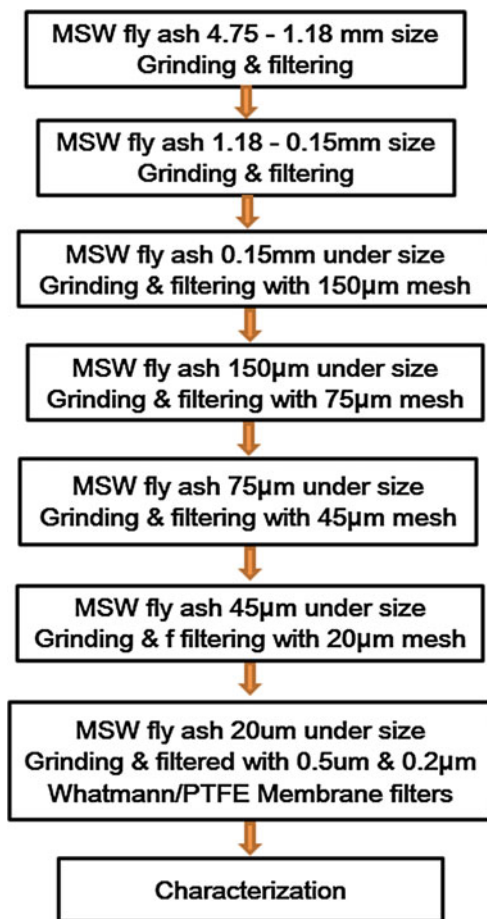 MSW fly ash 4.75 - 1.18 mm size
Grinding & filtering
MSW fly ash 1.18 - 0.15mm size
Grinding & filtering
MSW fly ash 0.15mm under size
Grinding & filtering with 150µm mesh
MSW fly ash 150µm under size
Grinding & filtering with 75µm mesh
MSW fly ash 75µm under size
Grinding & filtering with 45µm mesh
MSW fly ash 45µm under size
Grinding & f filtering with 20µm mesh
MSW fly ash 20um under size
Grinding & filtered with 0.5um & 0.2µm
Whatmann/PTFE Membrane filters
Characterization